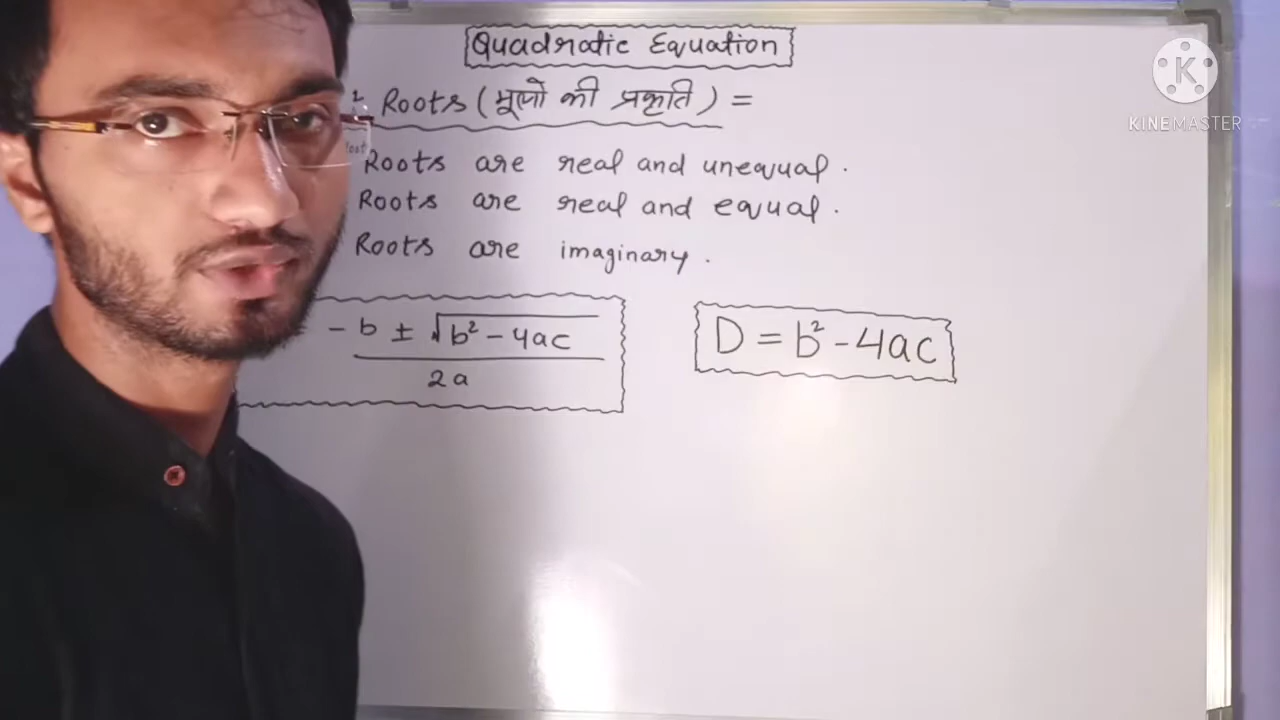 Quadratic Equation
Roots (मूलो की प्रकृति) =
Roots are real and unequal.
Roots are real and equal.
Roots are imaginary.
- b ± √b² - 4ac
2a
D = b² - 4ac
KINEMASTER